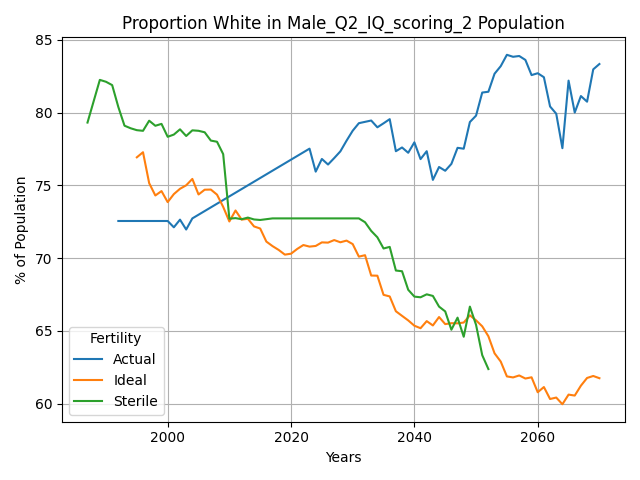 Proportion White in Male_Q2_IQ_scoring_2 Population
85
80
75
70
65
60
% of Population
Fertility
Actual
Ideal
Sterile
2000 2020 2040 2060
Years